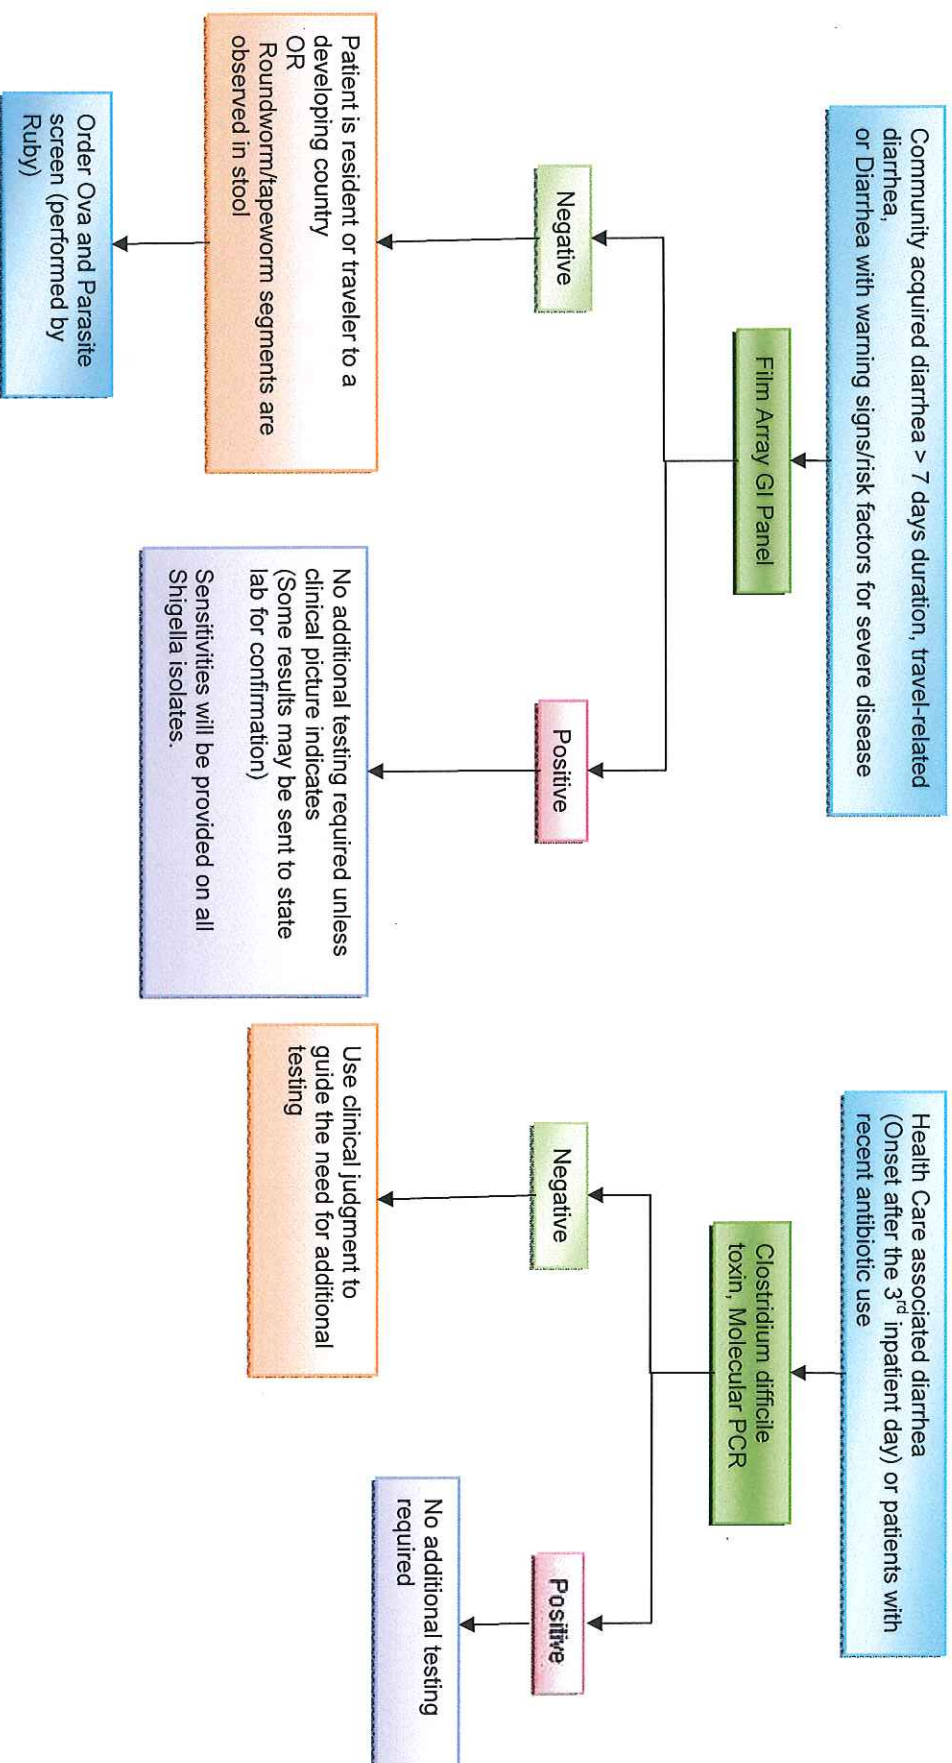 Community acquired diarrhea > 7 days duration, travel-related
diarrhea,
or Diarrhea with warning signs/risk factors for severe disease
Film Array GI Panel
Negative
Positive
Patient is resident or traveler to a
developing country
OR
Roundworm/tapeworm segments are
observed in stool
Order Ova and Parasite
screen (performed by
Ruby)
No additional testing required unless
clinical picture indicates
(Some results may be sent to state
lab for confirmation)
Sensitivities will be provided on all
Shigella isolates.
Health Care associated diarrhea
(Onset after the 3rd inpatient day) or patients with
recent antibiotic use
Clostridium difficile
toxin, Molecular PCR
Negative
Positive
Use clinical judgment to
guide the need for additional
testing
No additional testing
required